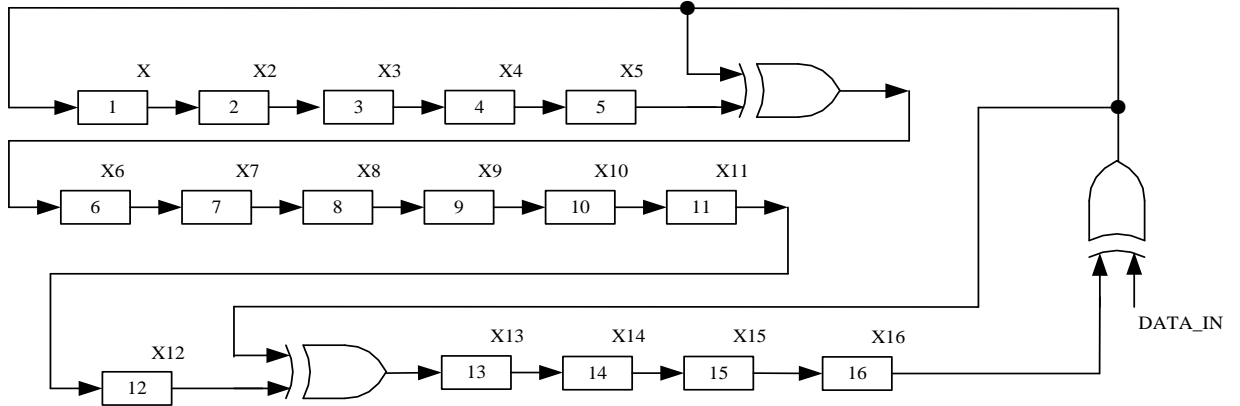 X X2 X3 X4 X5
1 2 3 4 5
X6 X7 X8 X9 X10 X11
6 7 8 9 10 11
DATA_IN
X12 X13 X14 X15 X16
12 13 14 15 16